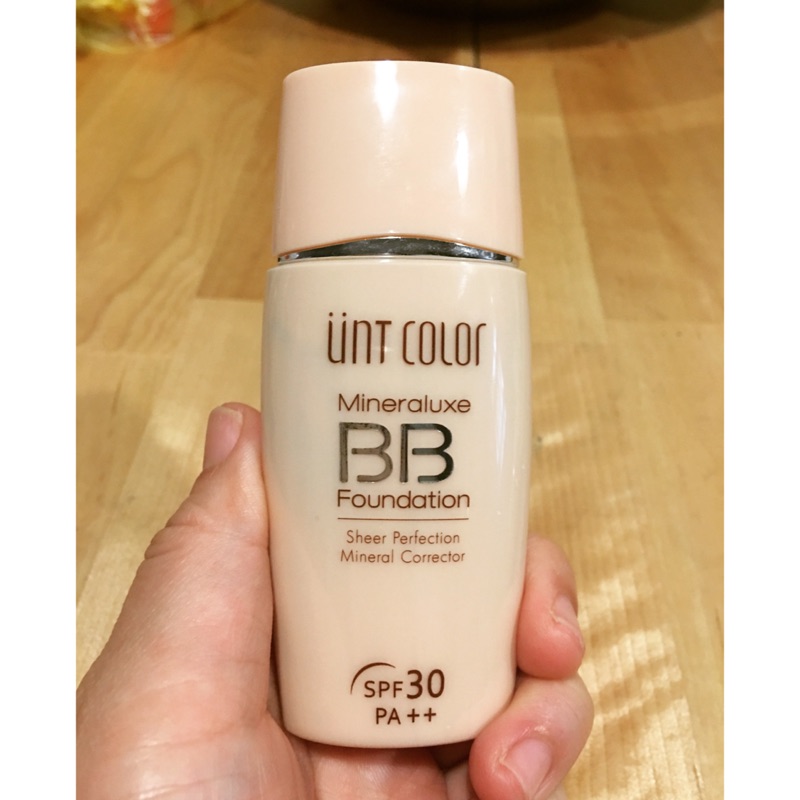 ünt color
Mineraluxe
BB
Foundation
Sheer Perfection
Mineral Corrector
SPF30
PA++